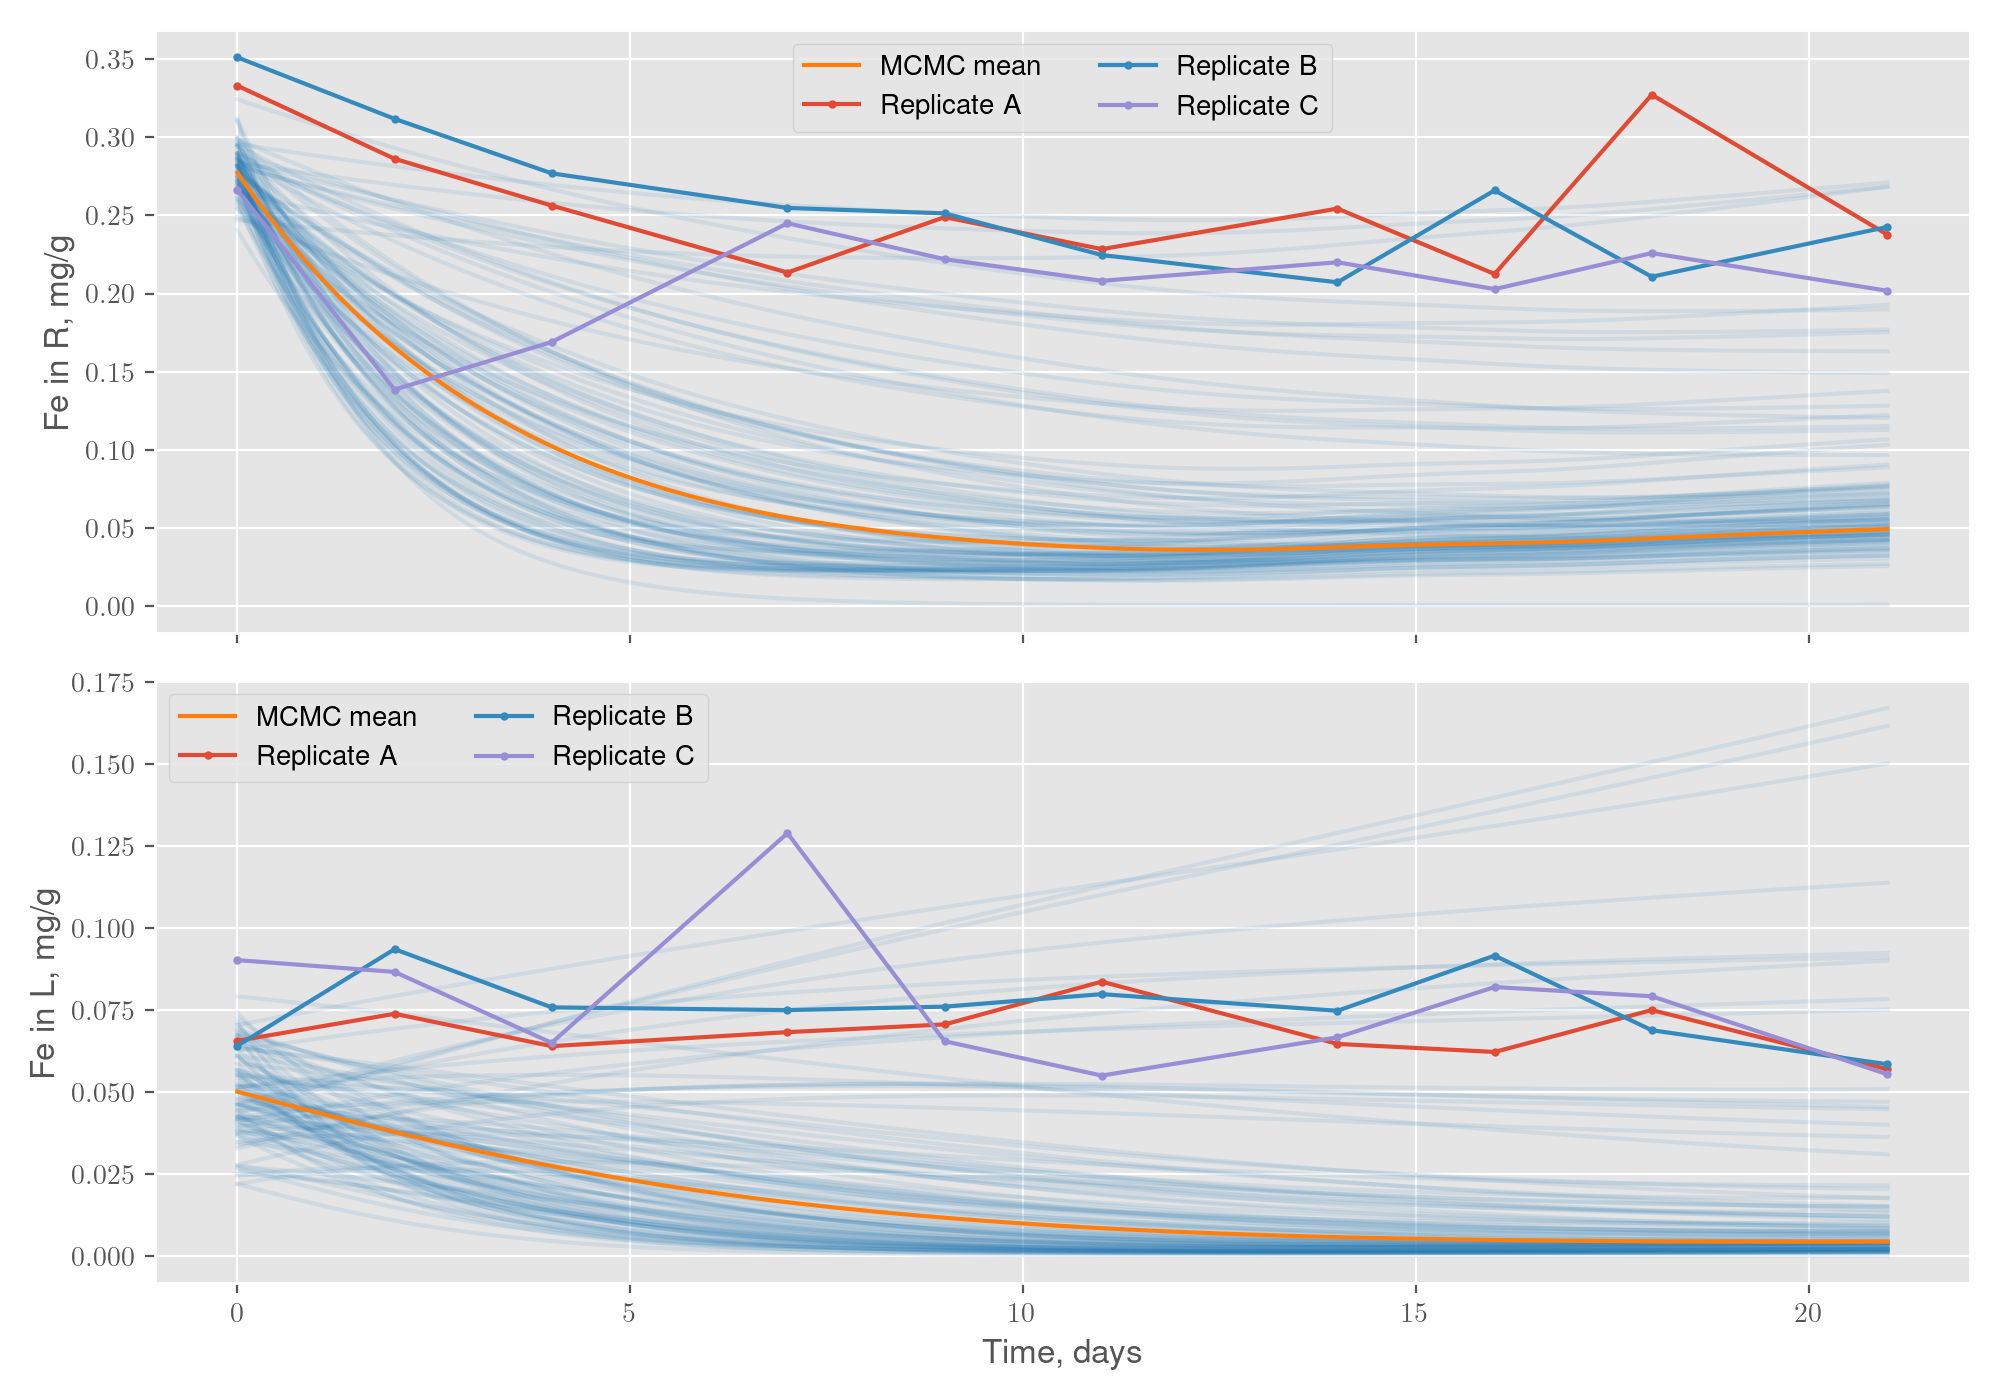 0.35
0.30
0.25
0.20
0.15
0.10
0.05
0.00
Fe in R, mg/g
MCMC mean
Replicate A
Replicate B
Replicate C
0.175
0.150
0.125
0.100
0.075
0.050
0.025
0.000
Fe in L, mg/g
MCMC mean
Replicate A
Replicate B
Replicate C
0 5 10 15 20
Time, days